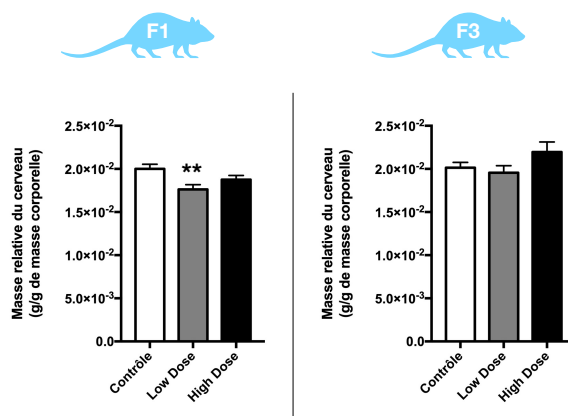 F1
Masse relative du cerveau
(g/g de masse corporelle)
2.5×10⁻²
2.0×10⁻²
1.5×10⁻²
1.0×10⁻²
5.0×10⁻³
0.0
**
Contrôle
Low Dose
High Dose
F3
Masse relative du cerveau
(g/g de masse corporelle)
2.5×10⁻²
2.0×10⁻²
1.5×10⁻²
1.0×10⁻²
5.0×10⁻³
0.0
Contrôle
Low Dose
High Dose